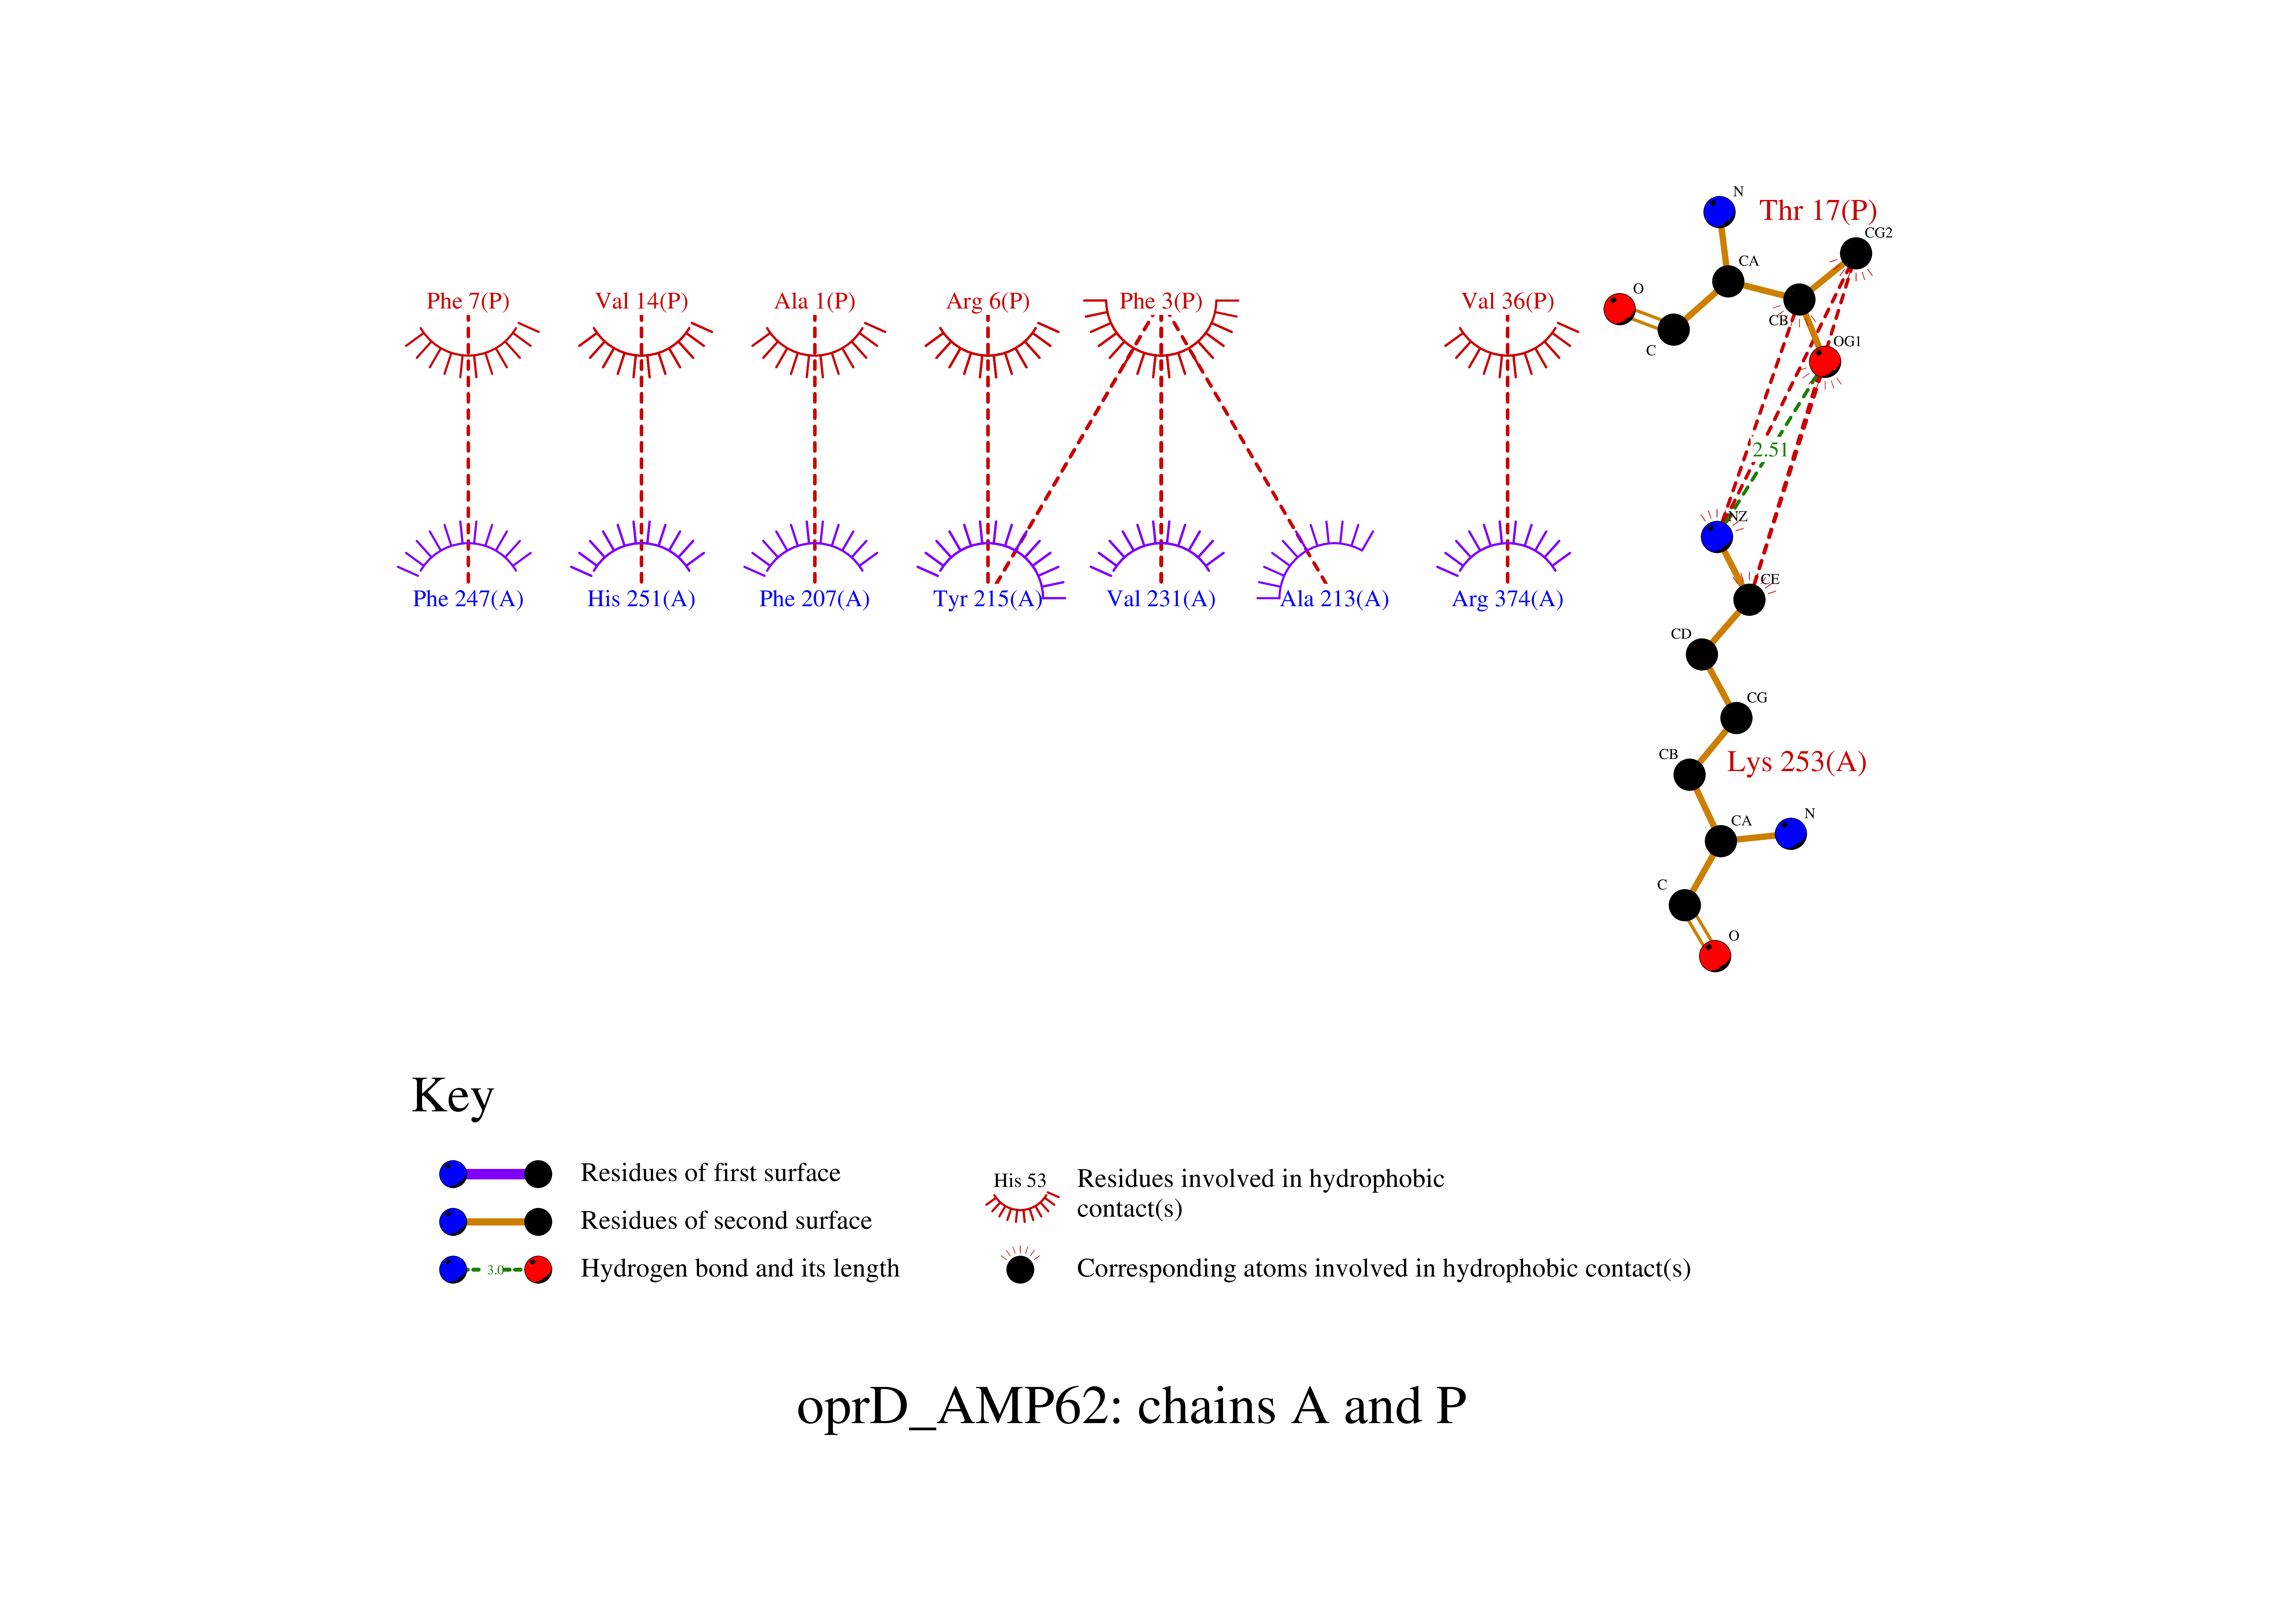 N
Thr 17(P)
CG2
CA
O
CB
C
OG1
Phe 7(P) Val 14(P) Ala 1(P) Arg 6(P) Phe 3(P) Val 36(P)
2.51
NZ
CE
Phe 247(A) His 251(A) Phe 207(A) Tyr 215(A) Val 231(A) Ala 213(A) Arg 374(A)
CD
CG
CB
Lys 253(A)
CA
N
C
O
Key
Residues of first surface
Residues of second surface
3.0 Hydrogen bond and its length
His 53 Residues involved in hydrophobic
contact(s)
Corresponding atoms involved in hydrophobic contact(s)
oprD_AMP62: chains A and P